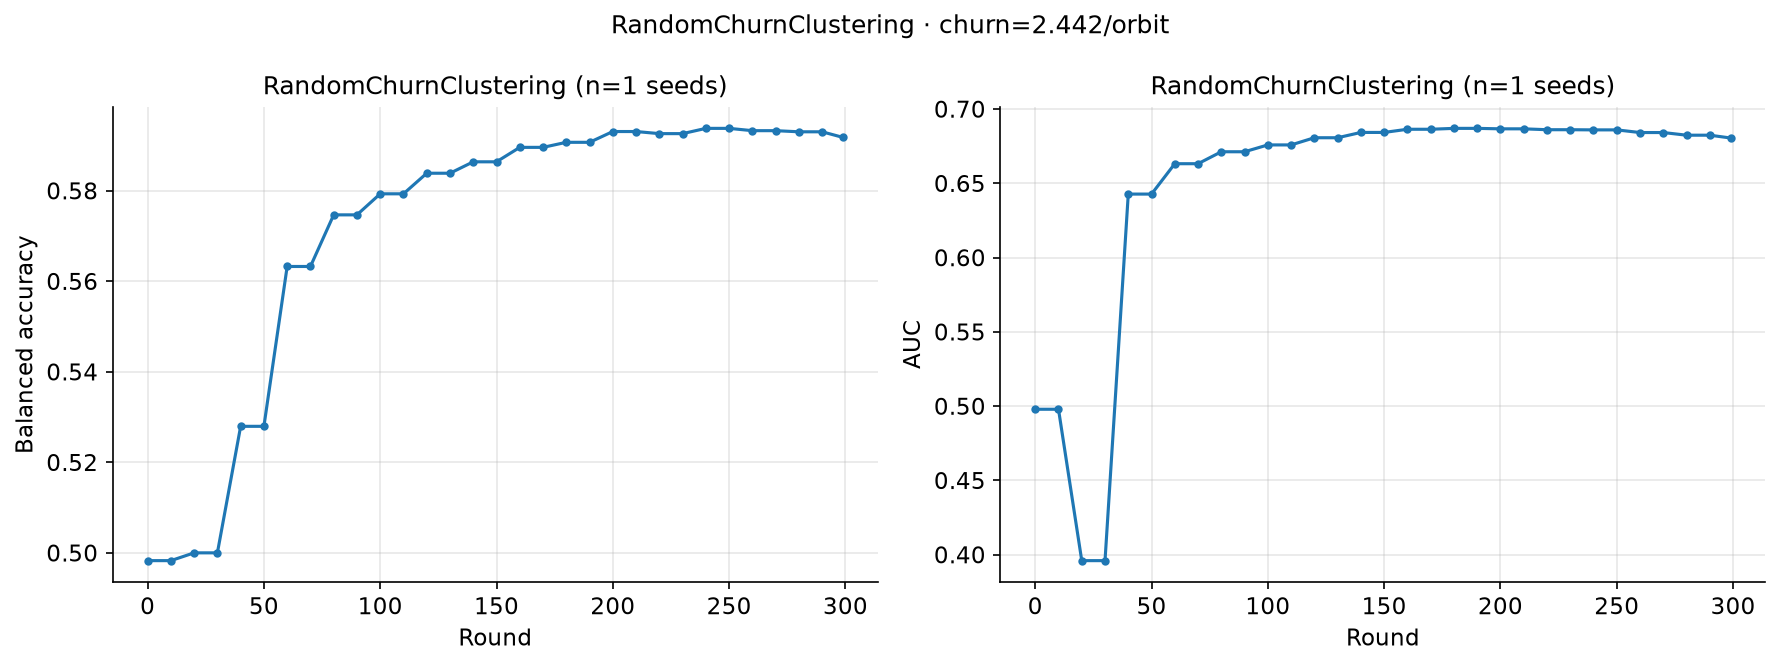 RandomChurnClustering · churn=2.442/orbit
RandomChurnClustering (n=1 seeds)
Balanced accuracy
0.58
0.56
0.54
0.52
0.50
0 50 100 150 200 250 300
Round
RandomChurnClustering (n=1 seeds)
AUC
0.70
0.65
0.60
0.55
0.50
0.45
0.40
0 50 100 150 200 250 300
Round